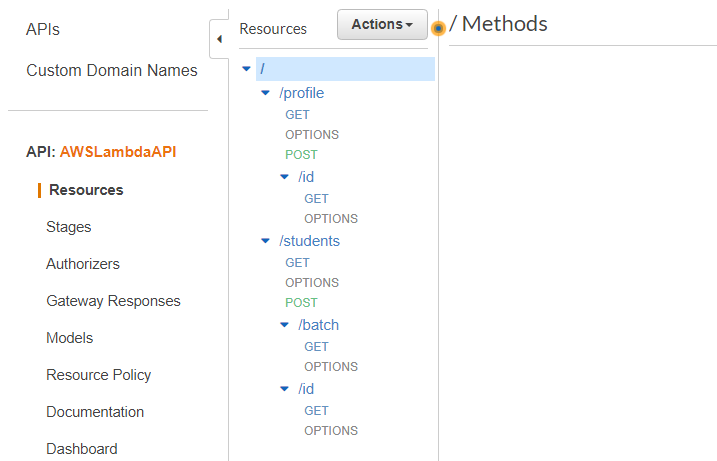 APIs
Custom Domain Names
API: AWSLambdaAPI
Resources
Stages
Authorizers
Gateway Responses
Models
Resource Policy
Documentation
Dashboard
Resources
Actions
/
/profile
GET
OPTIONS
POST
/id
GET
OPTIONS
/students
GET
OPTIONS
POST
/batch
GET
OPTIONS
/id
GET
OPTIONS
/ Methods